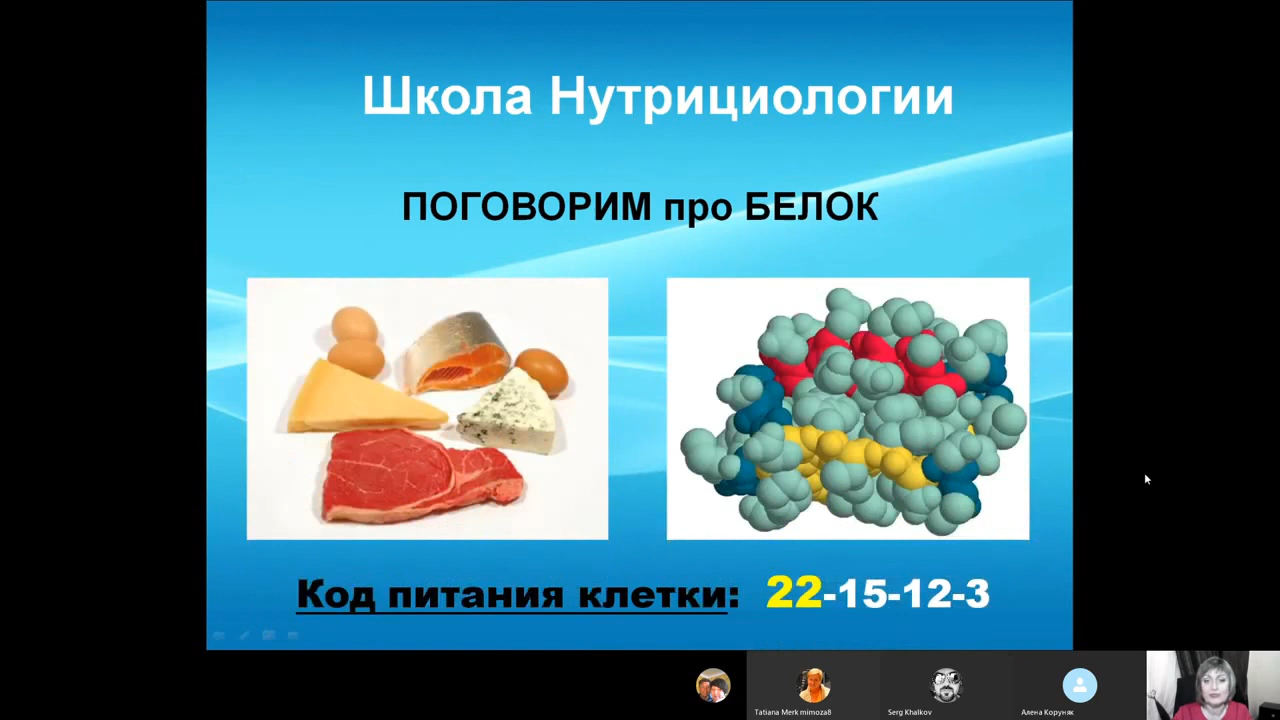 Школа Нутрициологии
ПОГОВОРИМ про БЕЛОК
Код питания клетки: 22-15-12-3
Tatiana Merk mimoza8
Serg Khalkov
Алена Коруняк